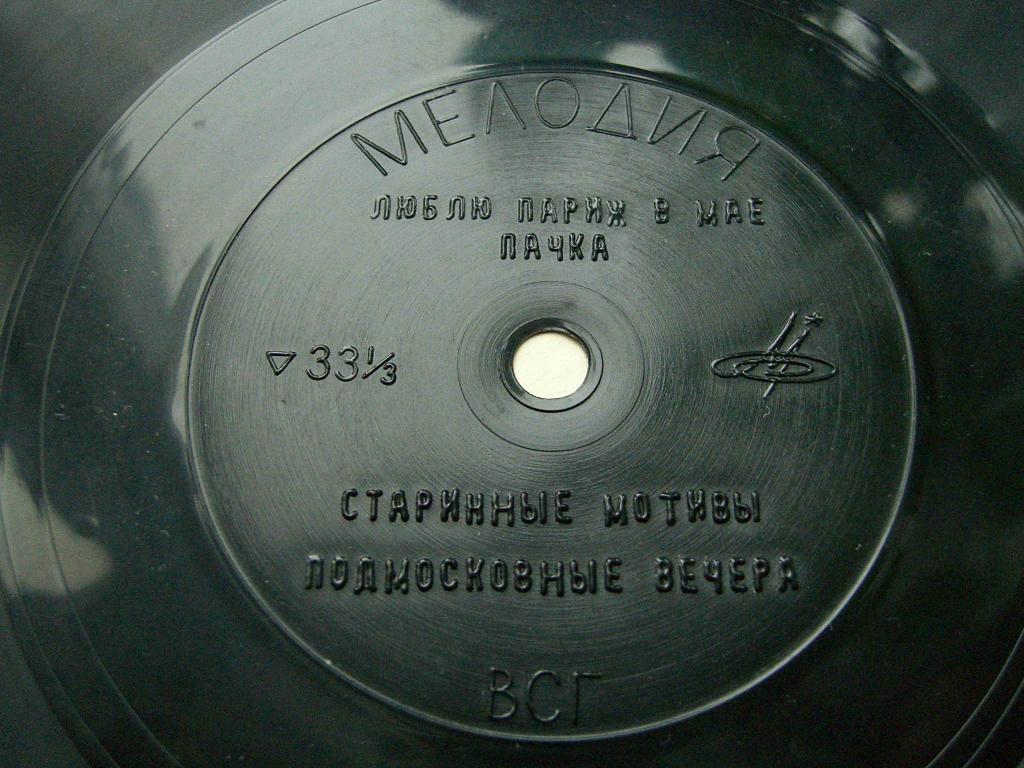 МЕЛОДИЯ
ЛЮБЛЮ ПАРИЖ В МАЕ
ПАЧКА
▽33⅓
СТАРИННЫЕ МОТИВЫ
ПОДМОСКОВНЫЕ ВЕЧЕРА
ВСГ